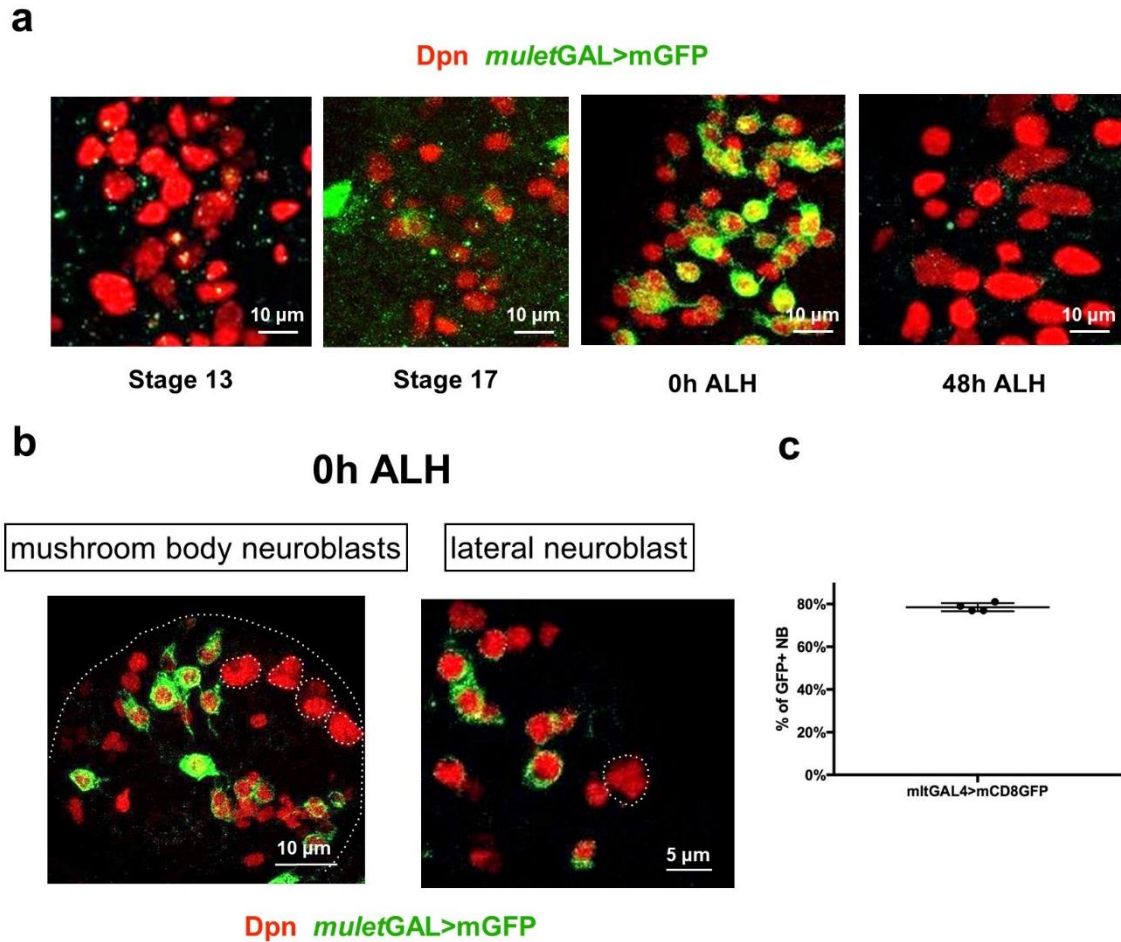 a
Dpn muletGAL>mGFP
10 µm
10 µm
10 µm
10 µm
Stage 13
Stage 17
0h ALH
48h ALH
b
0h ALH
c
mushroom body neuroblasts
lateral neuroblast
10 µm
5 µm
Dpn muletGAL>mGFP
80%
60%
40%
20%
0%
% of GFP+ NB
mltGAL4>mCD8GFP